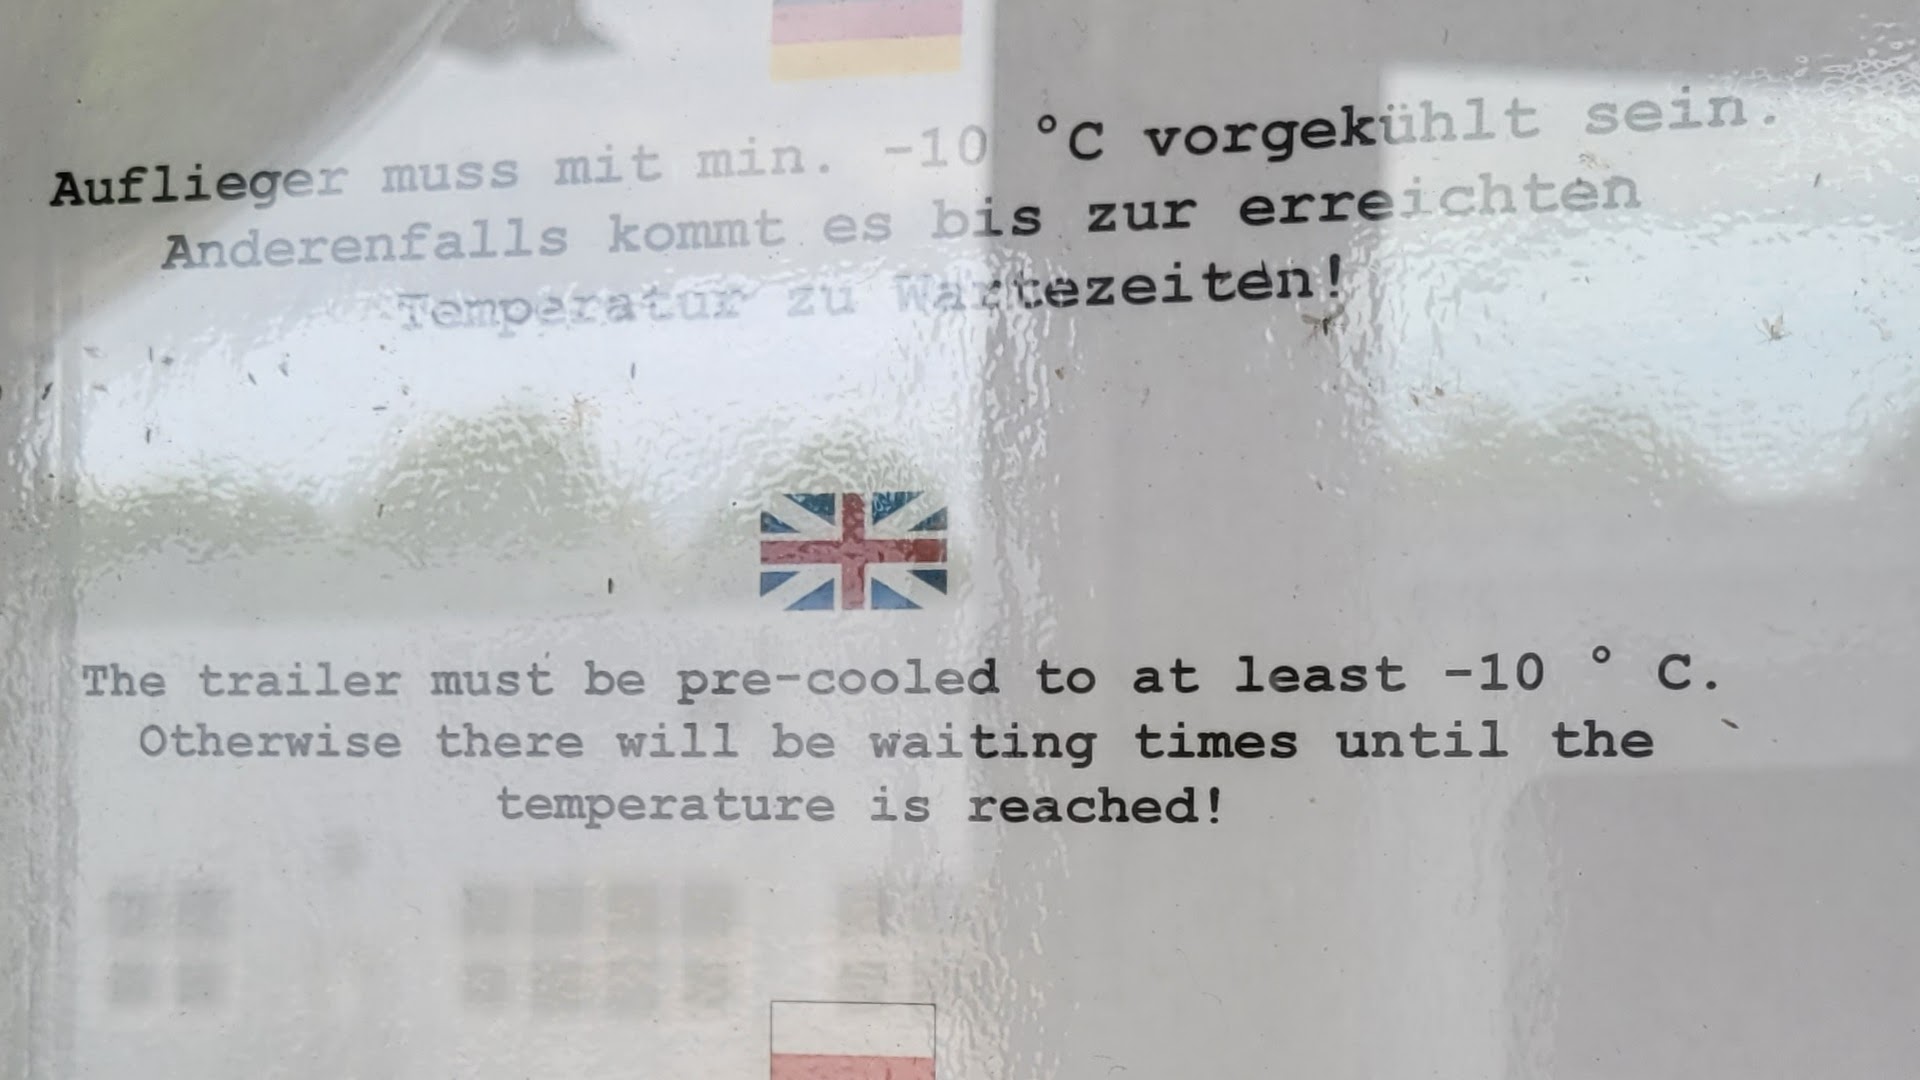 Auflieger muss mit min. -10 °C vorgekühlt sein.
Anderenfalls kommt es bis zur erreichten
Temperatur zu Wartezeiten!
The trailer must be pre-cooled to at least -10 ° C.
Otherwise there will be waiting times until the
temperature is reached!